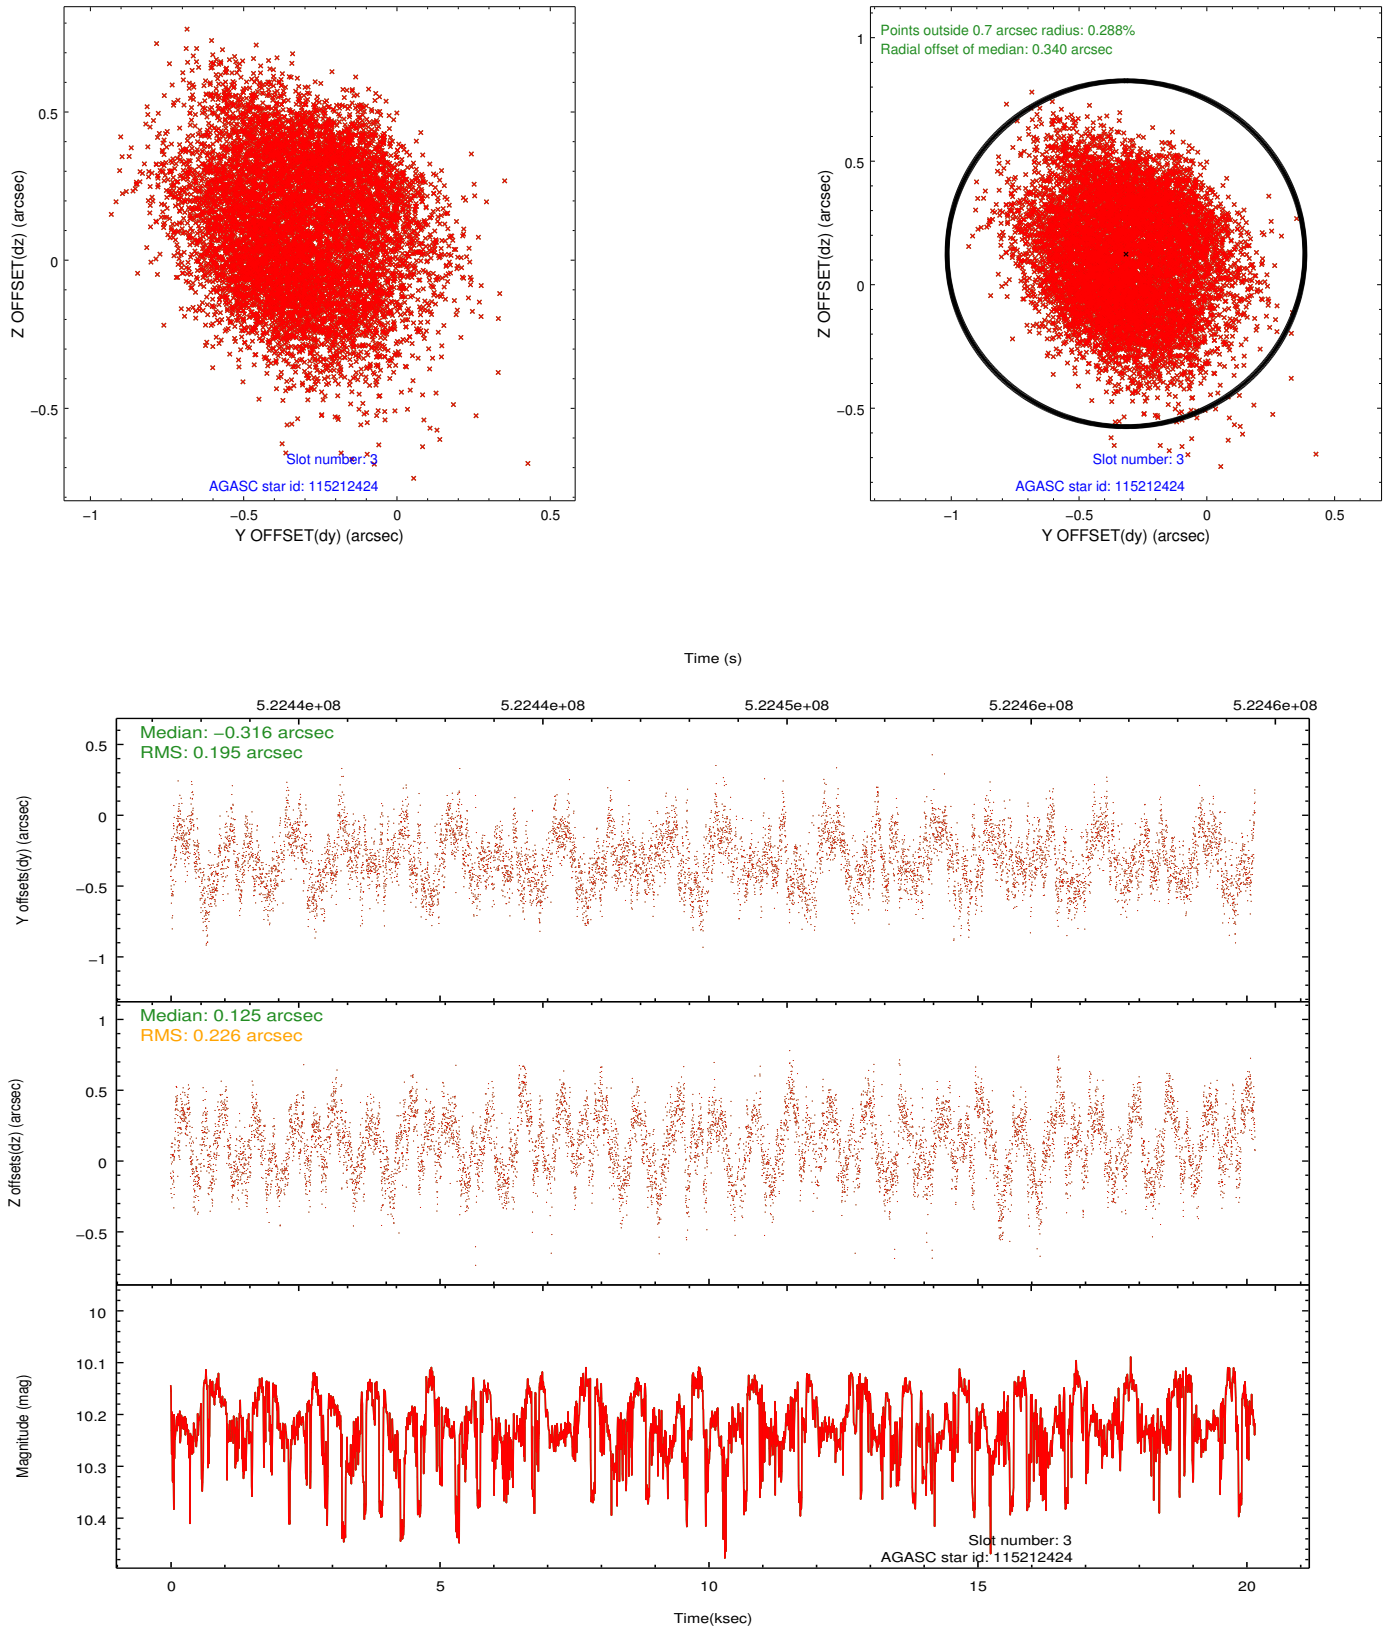 Points outside 0.7 arcsec radius: 0.288%
Radial offset of median: 0.340 arcsec
0.5
0
−0.5
Z OFFSET(dz) (arcsec)
Slot number: 3
AGASC star id: 115212424
−1
−0.5
0
0.5
Y OFFSET(dy) (arcsec)
1
0.5
0
−0.5
Z OFFSET(dz) (arcsec)
Slot number: 3
AGASC star id: 115212424
−1
−0.5
0
0.5
Y OFFSET(dy) (arcsec)
Time (s)
5.2244e+08
5.2244e+08
5.2245e+08
5.2246e+08
5.2246e+08
Median: −0.316 arcsec
RMS: 0.195 arcsec
0.5
0
−0.5
−1
Y offsets(dy) (arcsec)
Median: 0.125 arcsec
RMS: 0.226 arcsec
1
0.5
0
−0.5
Z offsets(dz) (arcsec)
10
10.1
10.2
10.3
10.4
Magnitude (mag)
Slot number: 3
AGASC star id: 115212424
0
5
10
15
20
Time(ksec)